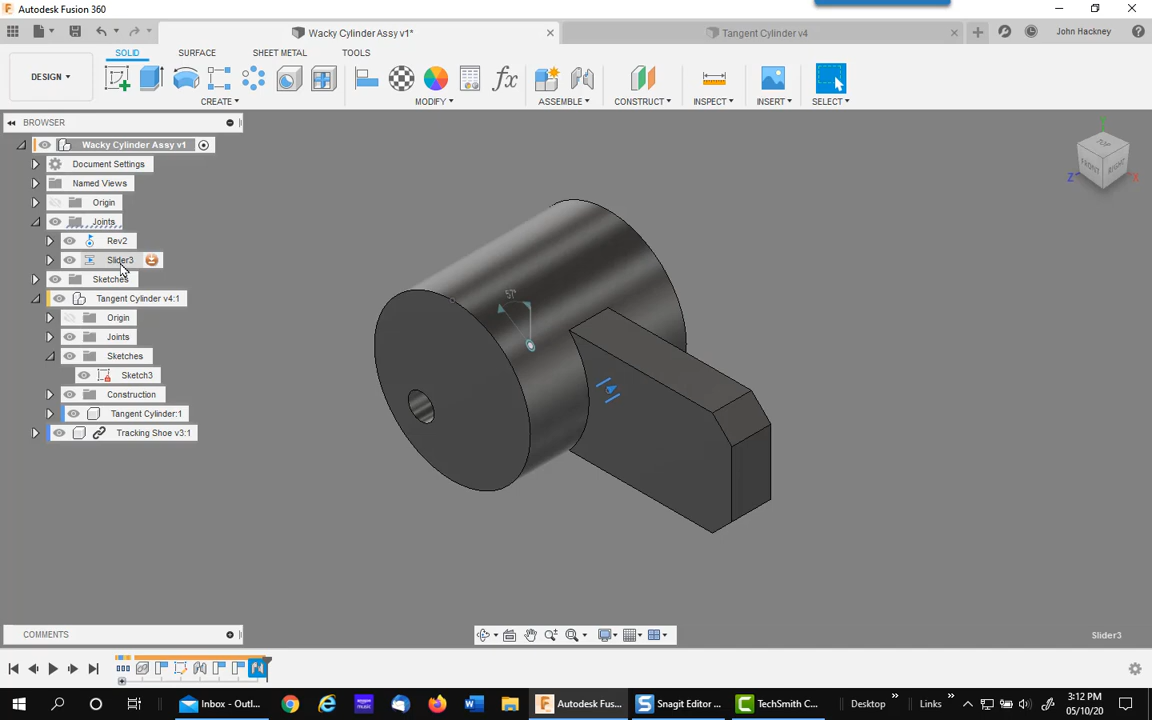 Autodesk Fusion 360
Wacky Cylinder Assy v1*
Tangent Cylinder v4
John Hackney
DESIGN
SOLID
SURFACE
SHEET METAL
TOOLS
CREATE
MODIFY
ASSEMBLE
CONSTRUCT
INSPECT
INSERT
SELECT
BROWSER
Wacky Cylinder Assy v1
Document Settings
Named Views
Origin
Joints
Rev2
Slider3
Sketches
Tangent Cylinder v4:1
Origin
Joints
Sketches
Sketch3
Construction
Tangent Cylinder:1
Tracking Shoe v3:1
TOP
FRONT
RIGHT
Z
X
COMMENTS
Slider3
Inbox - Outl...
Autodesk Fus...
Snagit Editor ...
TechSmith C...
Desktop
Links
3:12 PM
05/10/20